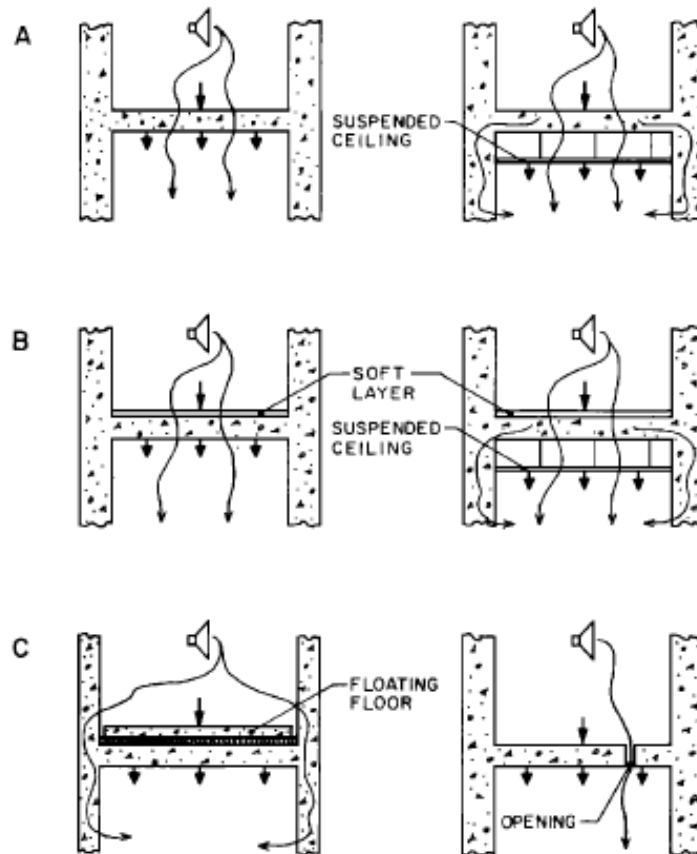 A
SUSPENDED
CEILING
B
SOFT
LAYER
SUSPENDED
CEILING
C
FLOATING
FLOOR
OPENING